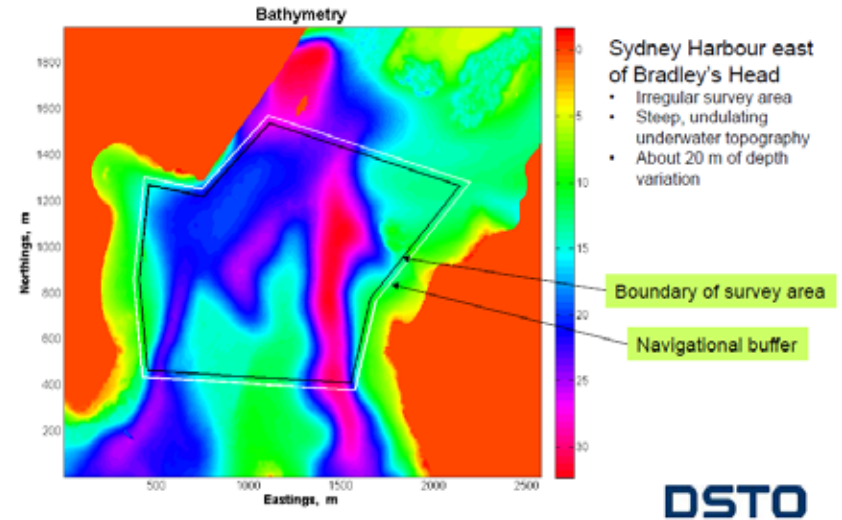 Bathymetry
1800
1600
1400
1200
1000
800
600
400
200
Northings, m
500
1000
1500
2000
2500
Eastings, m
0
5
10
15
20
25
30
Sydney Harbour east
of Bradley's Head
• Irregular survey area
• Steep, undulating
underwater topography
• About 20 m of depth
variation
Boundary of survey area
Navigational buffer
DSTO